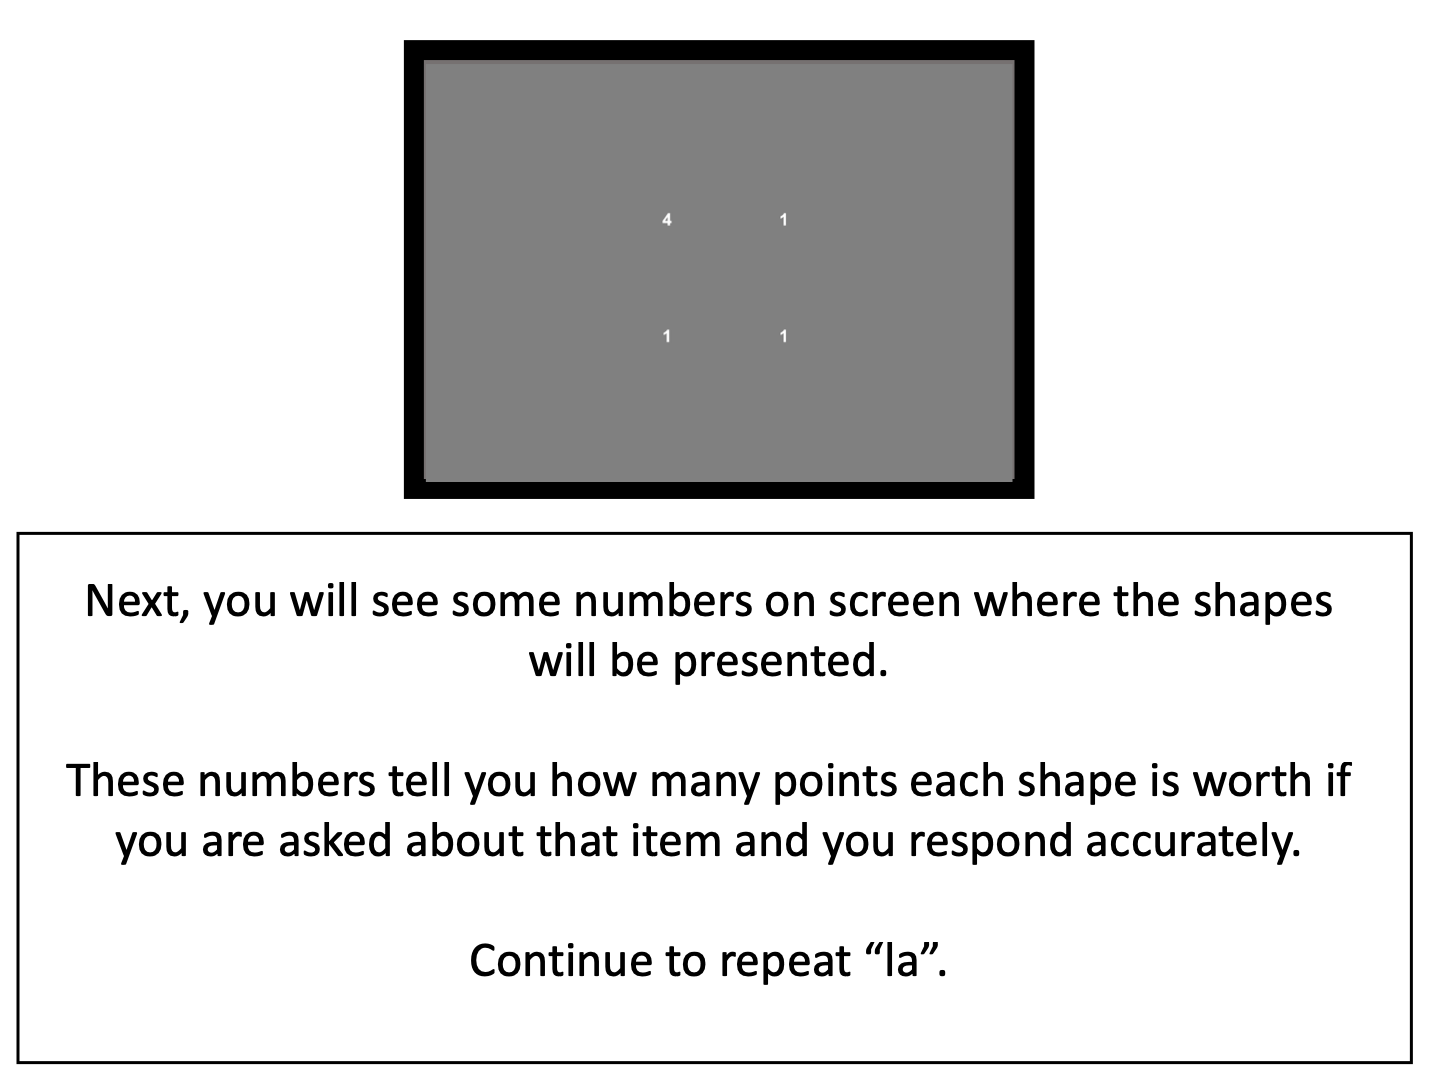 4 1
1 1
Next, you will see some numbers on screen where the shapes
will be presented.
These numbers tell you how many points each shape is worth if
you are asked about that item and you respond accurately.
Continue to repeat “la”.